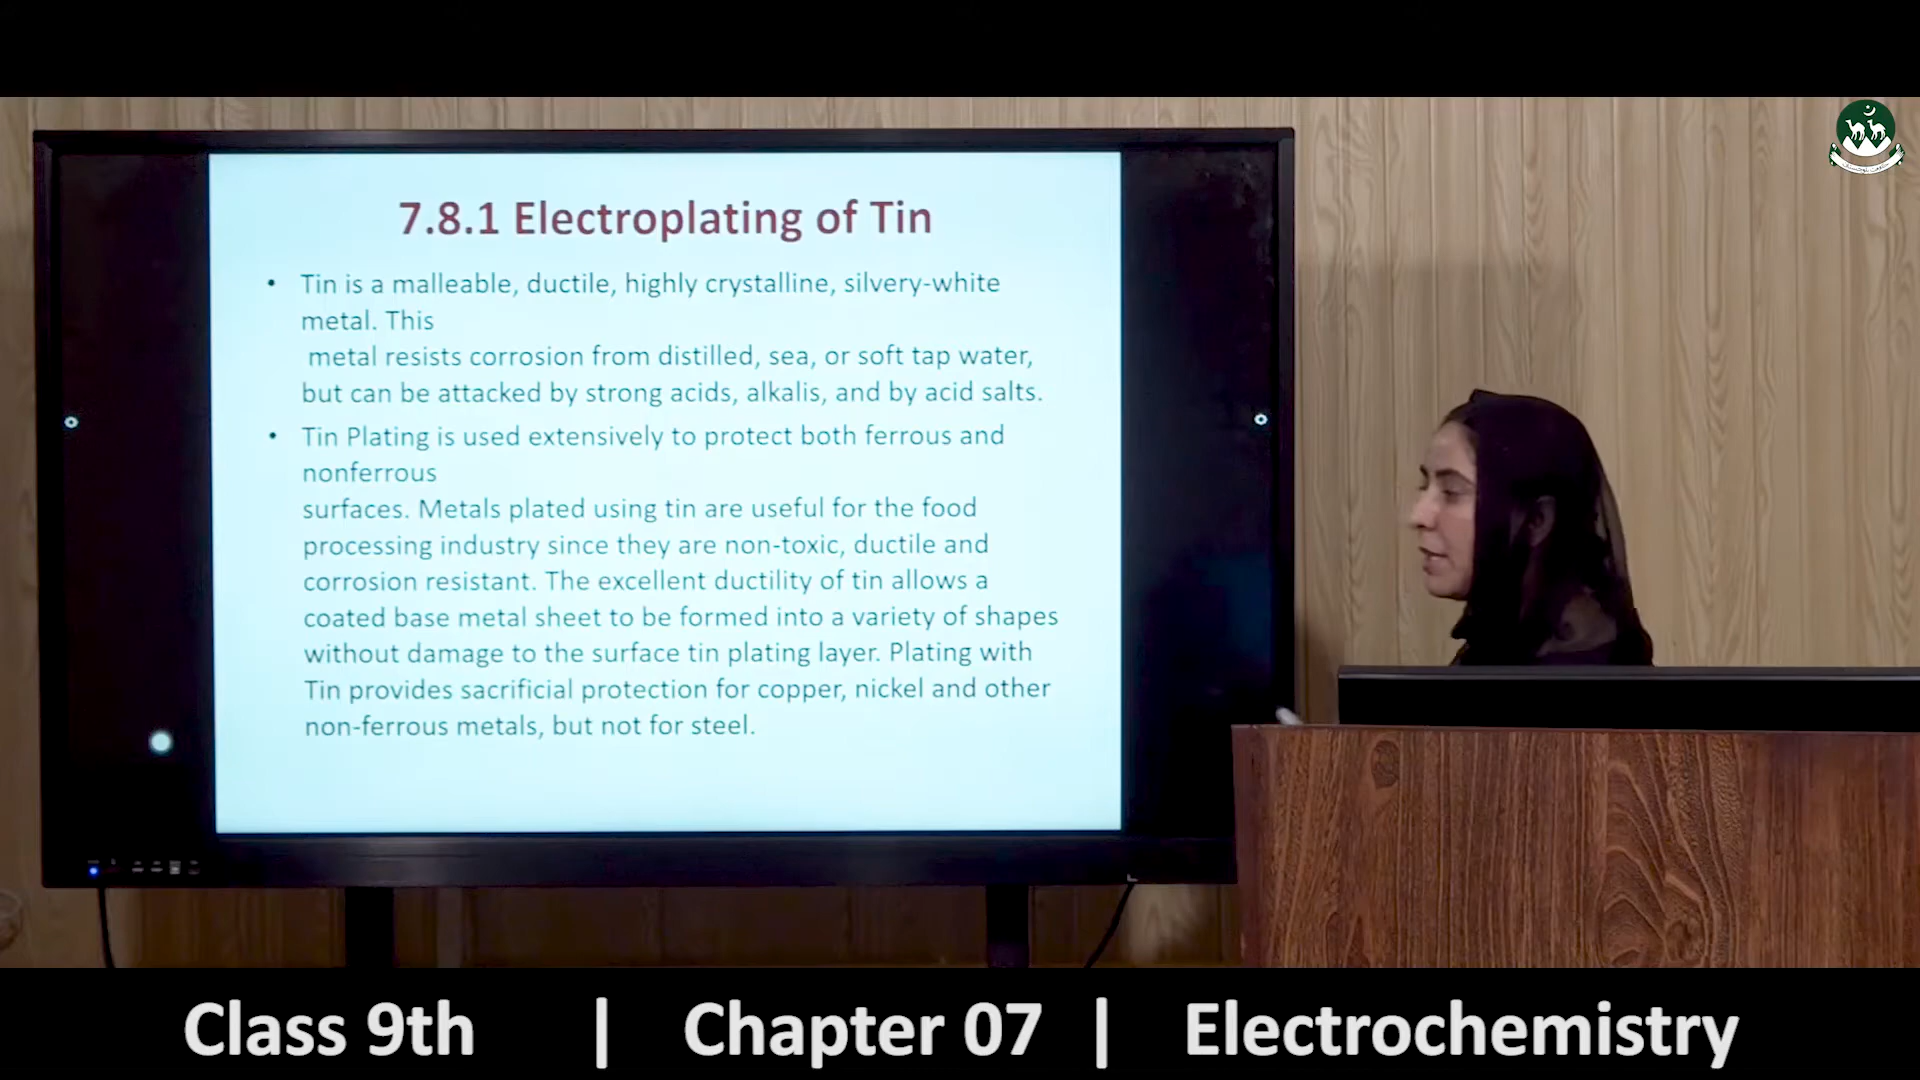 7.8.1 Electroplating of Tin
• Tin is a malleable, ductile, highly crystalline, silvery-white
metal. This
metal resists corrosion from distilled, sea, or soft tap water,
but can be attacked by strong acids, alkalis, and by acid salts.
• Tin Plating is used extensively to protect both ferrous and
nonferrous
surfaces. Metals plated using tin are useful for the food
processing industry since they are non-toxic, ductile and
corrosion resistant. The excellent ductility of tin allows a
coated base metal sheet to be formed into a variety of shapes
without damage to the surface tin plating layer. Plating with
Tin provides sacrificial protection for copper, nickel and other
non-ferrous metals, but not for steel.
Class 9th | Chapter 07 | Electrochemistry